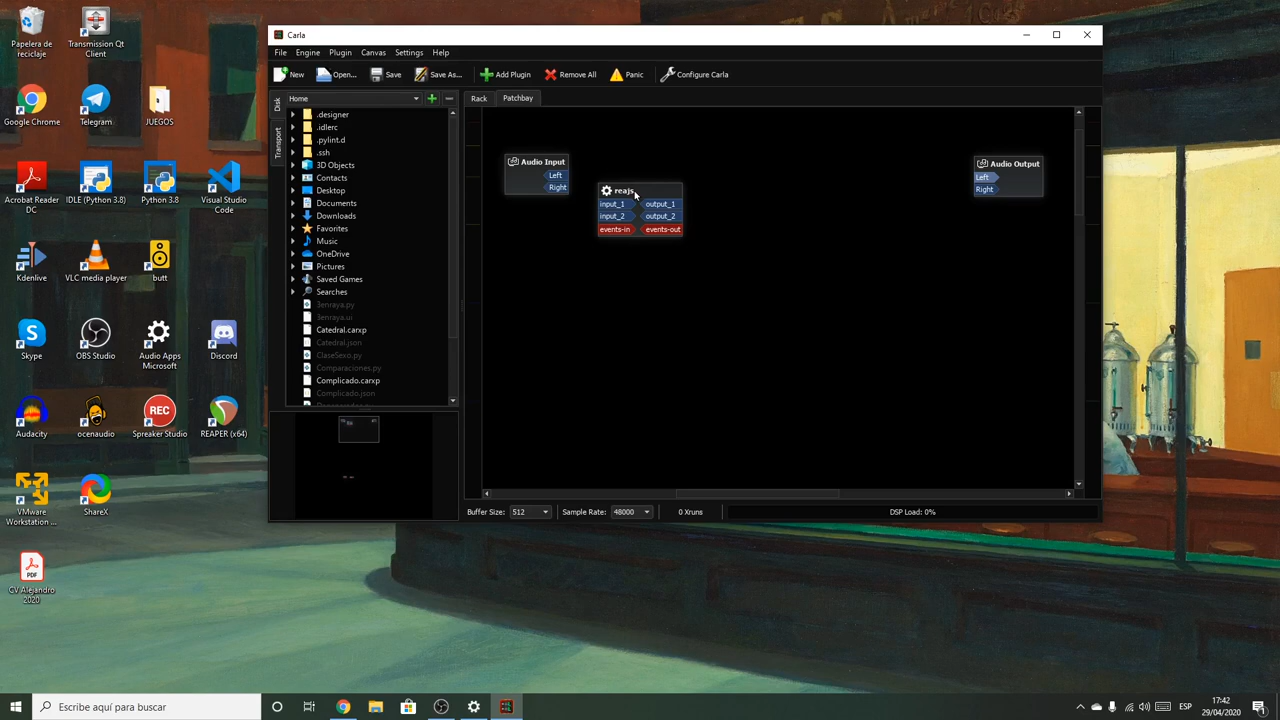 Papelera de reciclaje
Transmission Qt Client
Google Chrome
Telegram
JUEGOS
Acrobat Reader DC
IDLE (Python 3.8)
Python 3.8
Visual Studio Code
Kdenlive
VLC media player
butt
Skype
OBS Studio
Audio Apps Microsoft
Discord
Audacity
ocenaudio
Spreaker Studio
REAPER (x64)
VMware Workstation ...
ShareX
CV Alejandro 2020
Carla
File Engine Plugin Canvas Settings Help
New Open... Save Save As... Add Plugin Remove All Panic Configure Carla
Disk
Transport
Home
Rack Patchbay
.designer
.idlerc
.pylint.d
.ssh
3D Objects
Contacts
Desktop
Documents
Downloads
Favorites
Music
OneDrive
Pictures
Saved Games
Searches
3enraya.py
3enraya.ui
Catedral.carxp
Catedral.json
ClaseSexo.py
Comparaciones.py
Complicado.carxp
Complicado.json
Audio Input
Left
Right
reajs
input_1 output_1
input_2 output_2
events-in events-out
Audio Output
Left
Right
Buffer Size: 512 Sample Rate: 48000 0 Xruns DSP Load: 0%
Escribe aquí para buscar
ESP
17:42
29/04/2020
1